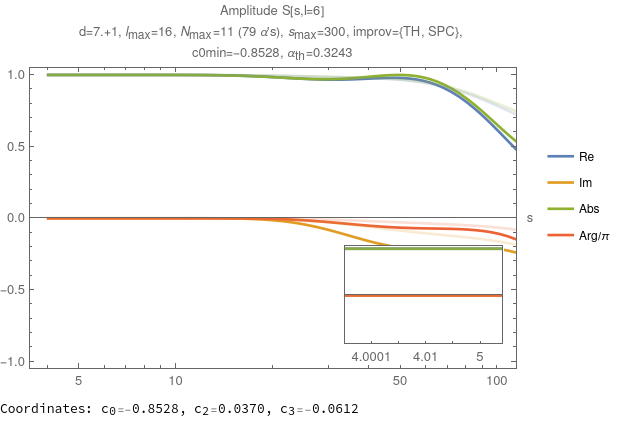 Amplitude S[s,l=6]
d=7.+1, lmax=16, Nmax=11 (79 α's), smax=300, improv={TH, SPC},
c0min=−0.8528, αth=0.3243
1.0
0.5
0.0
−0.5
−1.0
s
Re
Im
Abs
Arg/π
4.0001 4.01 5
5 10 50 100
Coordinates: c0=−0.8528, c2=0.0370, c3=−0.0612